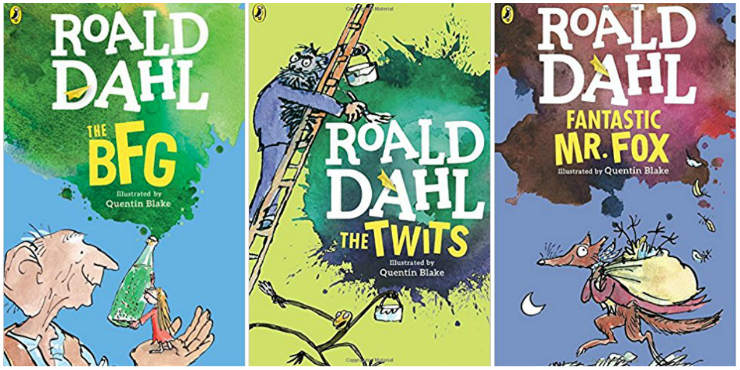 ROALD
DAHL
THE
BFG
Illustrated by
Quentin Blake
ROALD
DAHL
THE TWITS
Illustrated by
Quentin Blake
ROALD
DAHL
FANTASTIC
MR. FOX
Illustrated by Quentin Blake